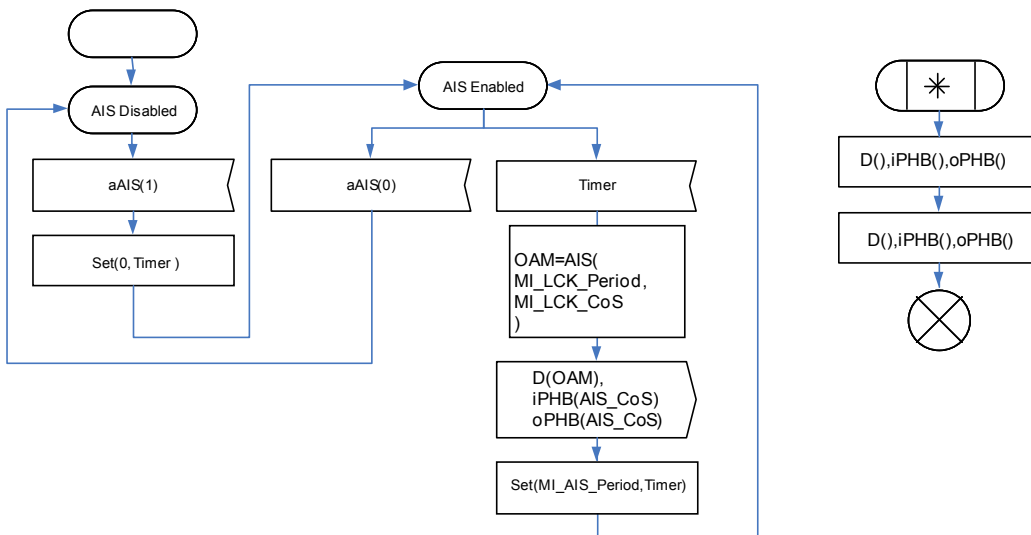 AIS Disabled
aAIS(1)
Set(0,Timer )
AIS Enabled
aAIS(0)
Timer
OAM=AIS(
MI_LCK_Period,
MI_LCK_CoS
)
D(OAM),
iPHB(AIS_CoS)
oPHB(AIS_CoS)
Set(MI_AIS_Period,Timer)
*
D(),iPHB(),oPHB()
D(),iPHB(),oPHB()